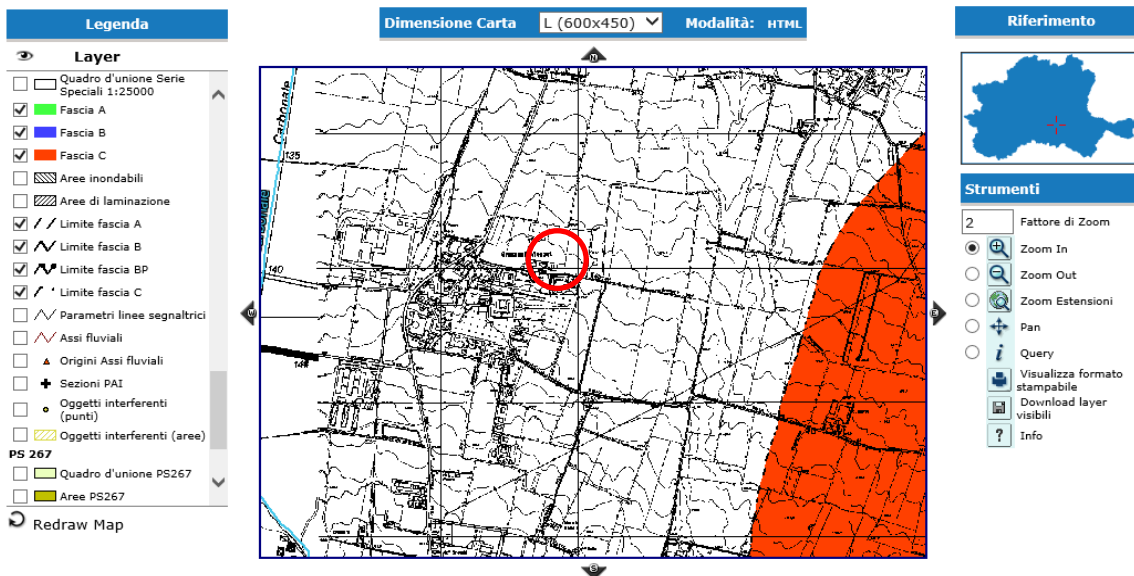 Legenda
Layer
Quadro d'unione Serie
Speciali 1:25000
Fascia A
Fascia B
Fascia C
Aree inondabili
Aree di laminazione
Limite fascia A
Limite fascia B
Limite fascia BP
Limite fascia C
Parametri linee segnaltrici
Assi fluviali
Origini Assi fluviali
Sezioni PAI
Oggetti interferenti
(punti)
Oggetti interferenti (aree)
PS 267
Quadro d'unione PS267
Aree PS267
Redraw Map
Dimensione Carta
L (600x450)
Modalità: HTML
N
W
E
S
135
140
Riferimento
Strumenti
2
Fattore di Zoom
Zoom In
Zoom Out
Zoom Estensioni
Pan
Query
Visualizza formato
stampabile
Download layer
visibili
Info